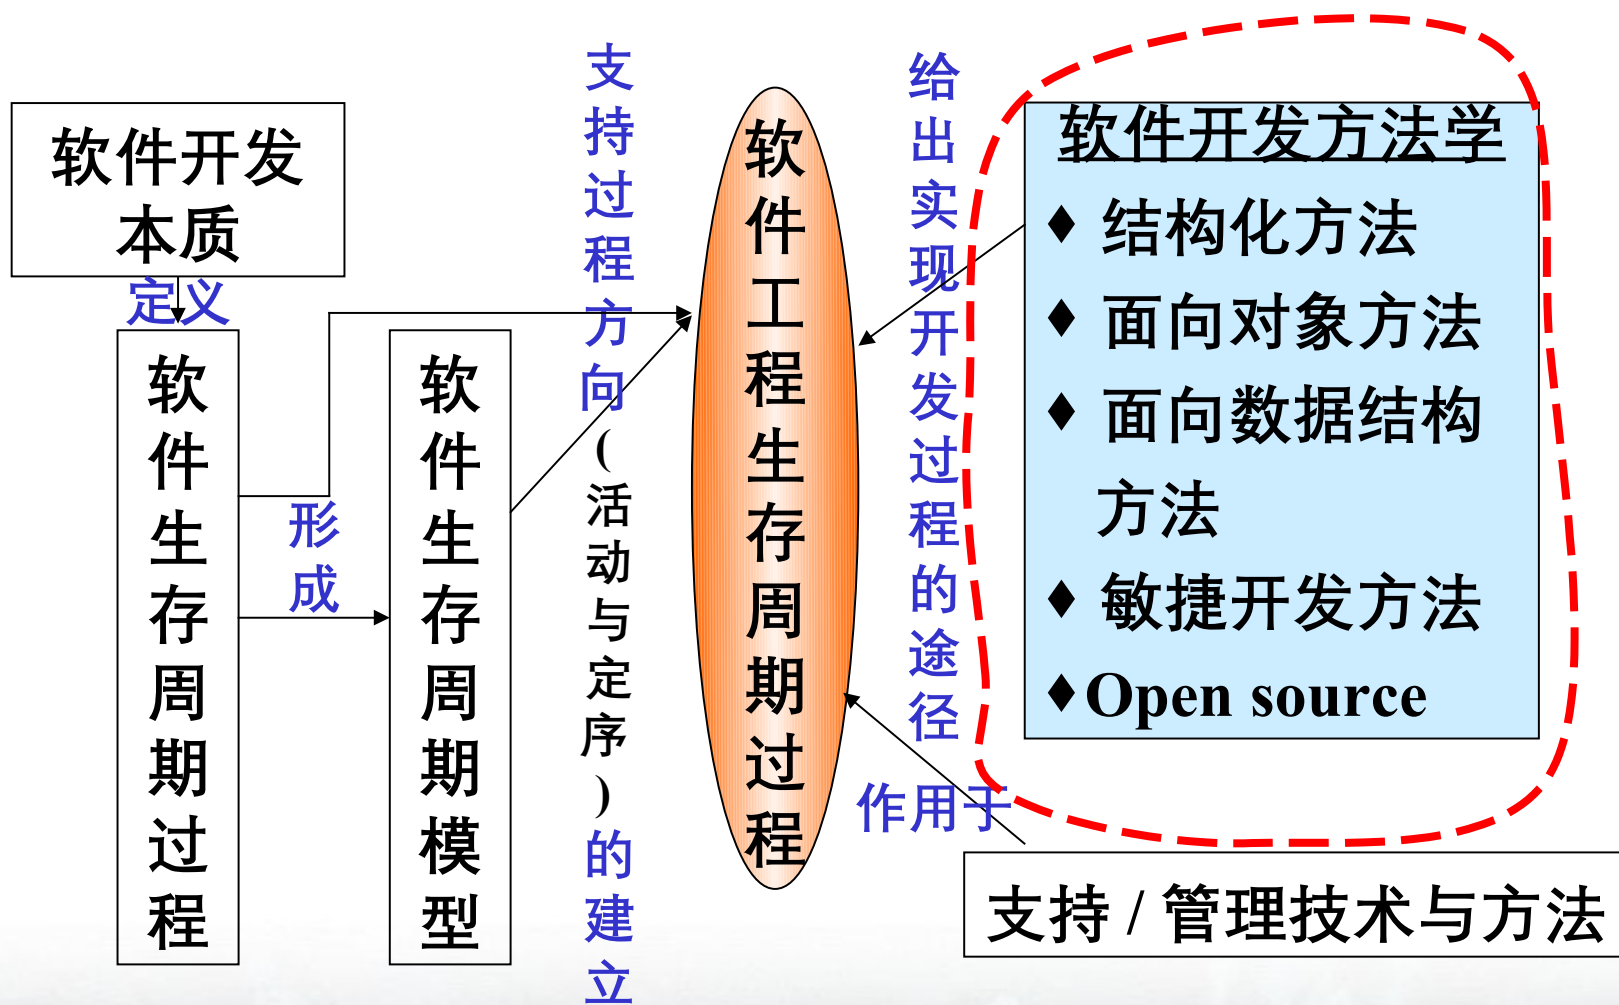 软件开发
本质
定义
软件生存周期过程
形成
软件生存周期模型
支持过程方向(活动与定序)的建立
软件工程生存周期过程
给出实现开发过程的途径
作用于
软件开发方法学
♦ 结构化方法
♦ 面向对象方法
♦ 面向数据结构
方法
♦ 敏捷开发方法
♦Open source
支持 / 管理技术与方法